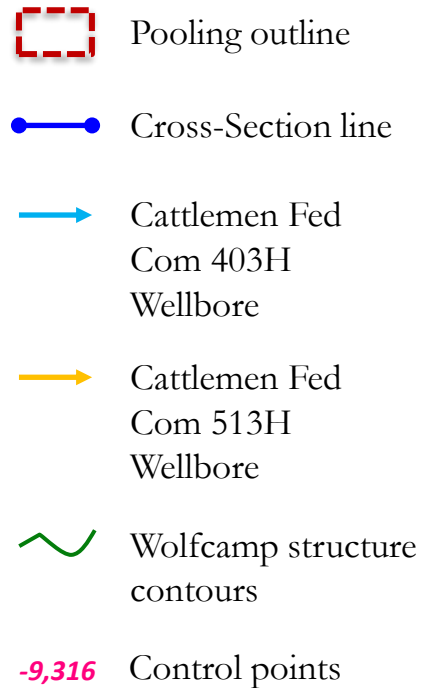 Pooling outline
Cross-Section line
Cattlemen Fed
Com 403H
Wellbore
Cattlemen Fed
Com 513H
Wellbore
Wolfcamp structure
contours
-9,316 Control points